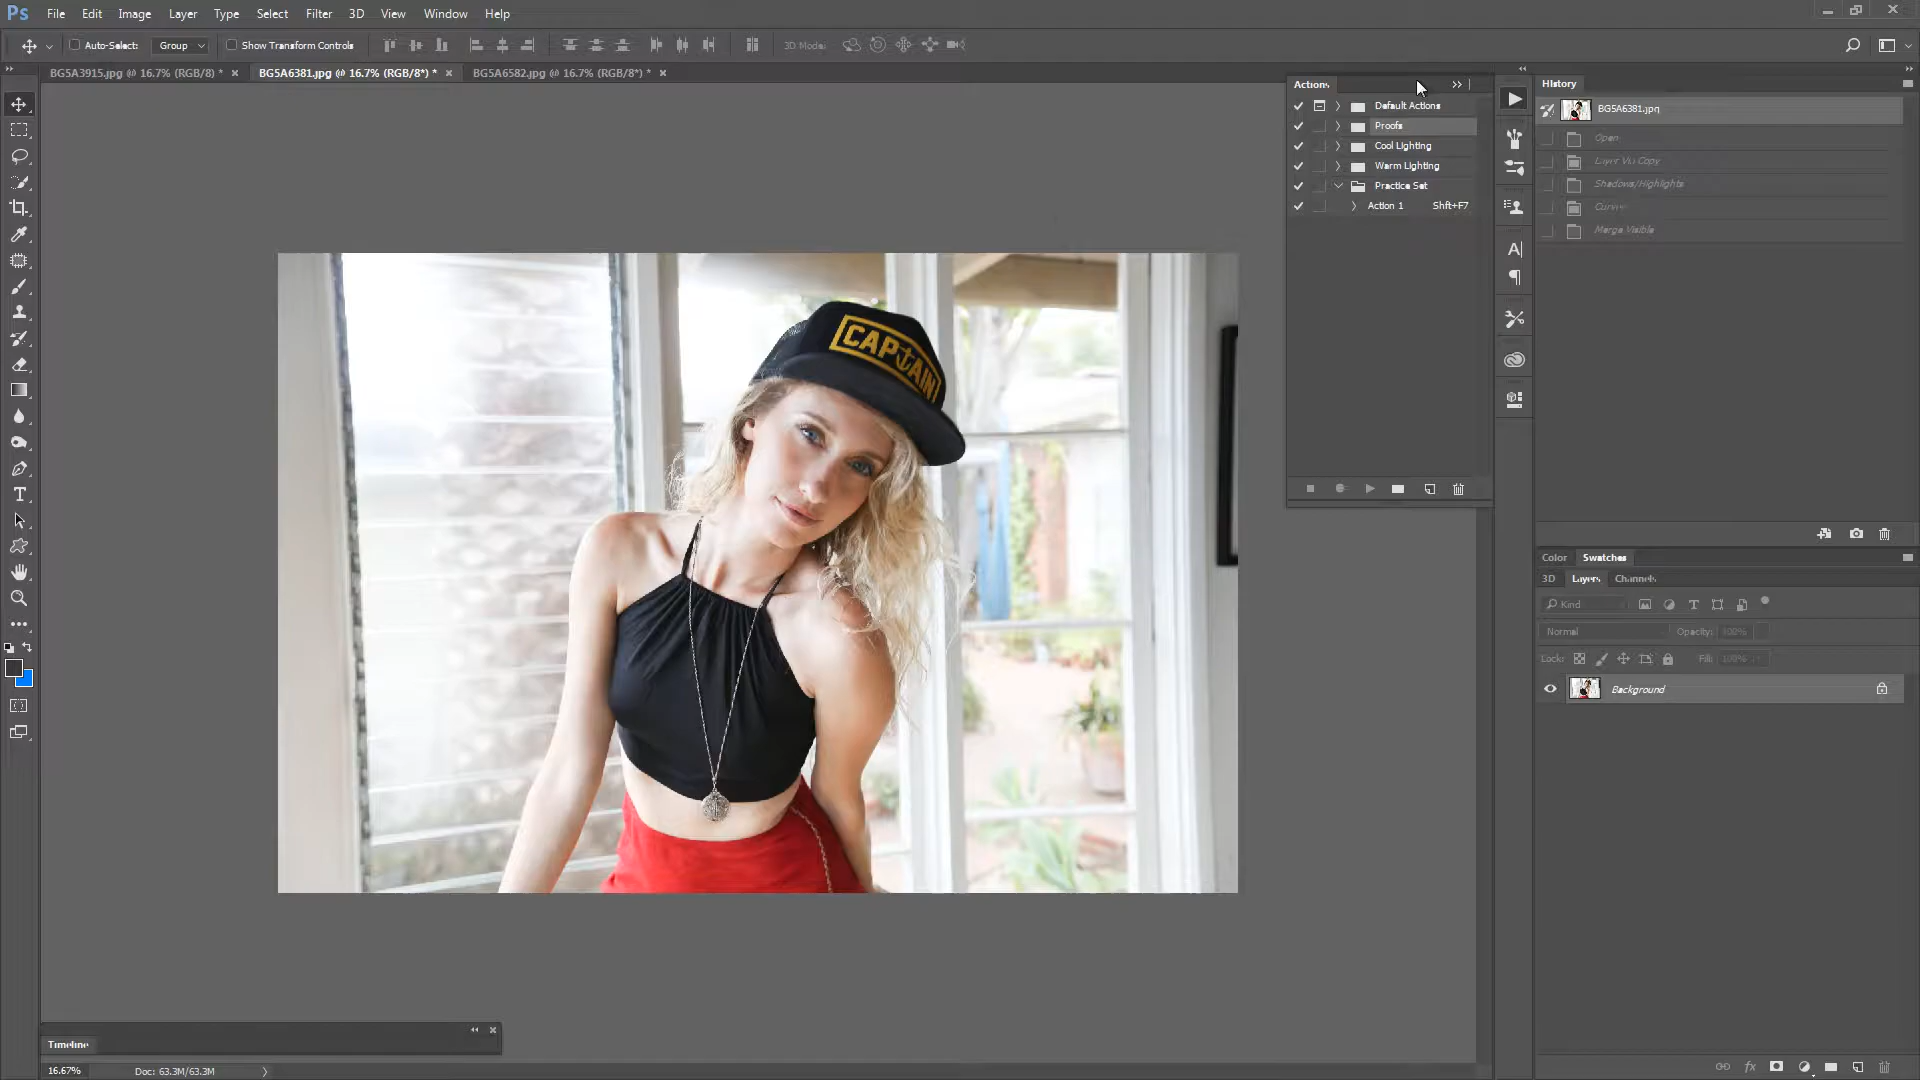 Ps File Edit Image Layer Type Select Filter 3D View Window Help
Auto-Select: Group Show Transform Controls 3D Mode:
BG5A3915.jpg @ 16.7% (RGB/8) * × BG5A6381.jpg @ 16.7% (RGB/8*) * × BG5A6582.jpg @ 16.7% (RGB/8*) * ×
Actions
Default Actions
Proofs
Cool Lighting
Warm Lighting
Practice Set
Action 1 Shft+F7
History
BG5A6381.jpg
Open
Layer Via Copy
Shadows/Highlights
Curves
Merge Visible
CAPTAIN
Color Swatches
3D Layers Channels
Kind
Normal Opacity: 100%
Lock: Fill: 100%
Background
Timeline
16.67% Doc: 63.3M/63.3M